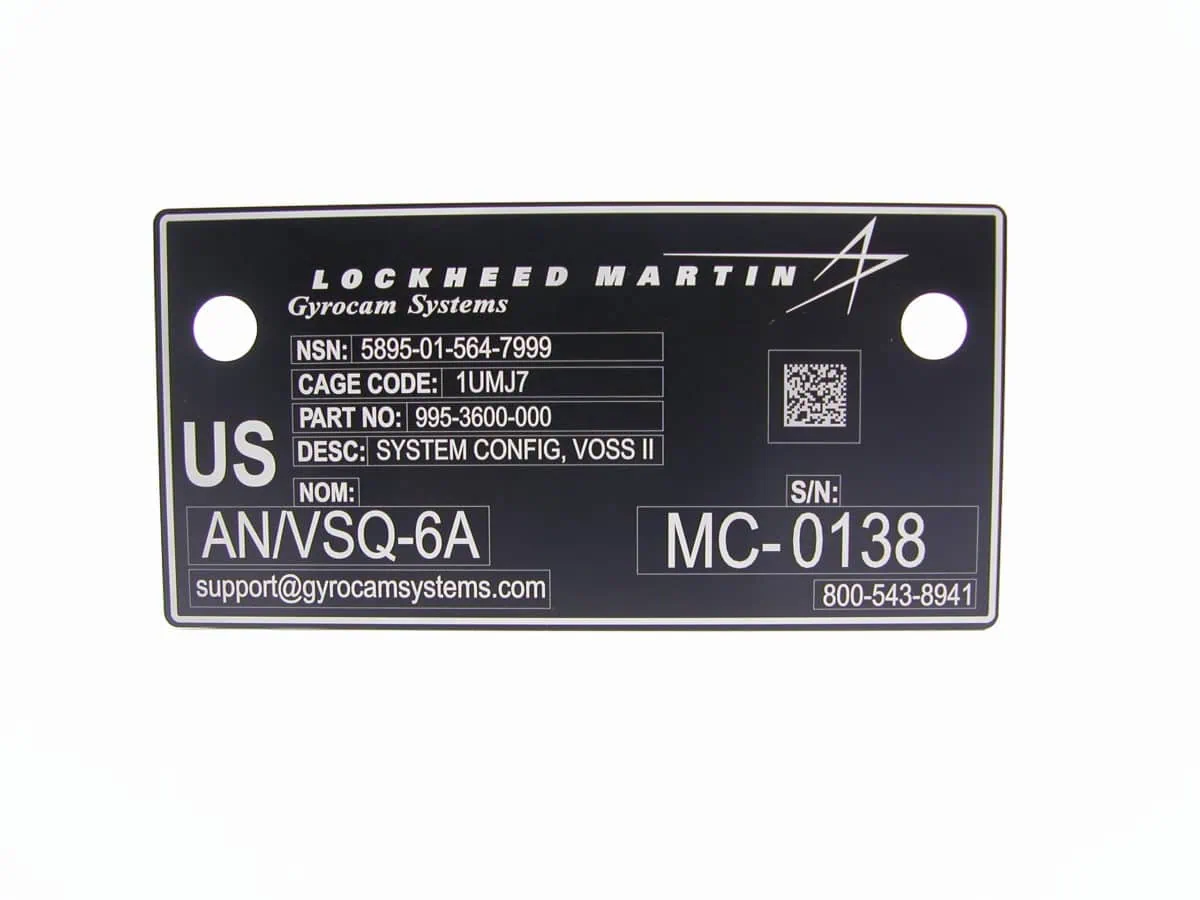 LOCKHEED MARTIN
Gyrocam Systems
NSN: 5895-01-564-7999
CAGE CODE: 1UMJ7
PART NO: 995-3600-000
DESC: SYSTEM CONFIG, VOSS II
US
NOM:
AN/VSQ-6A
S/N:
MC-0138
support@gyrocamsystems.com
800-543-8941